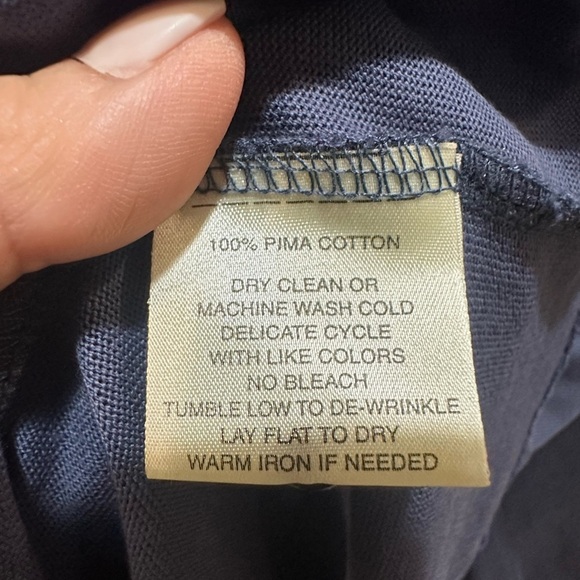 100% PIMA COTTON
DRY CLEAN OR
MACHINE WASH COLD
DELICATE CYCLE
WITH LIKE COLORS
NO BLEACH
TUMBLE LOW TO DE-WRINKLE
LAY FLAT TO DRY
WARM IRON IF NEEDED